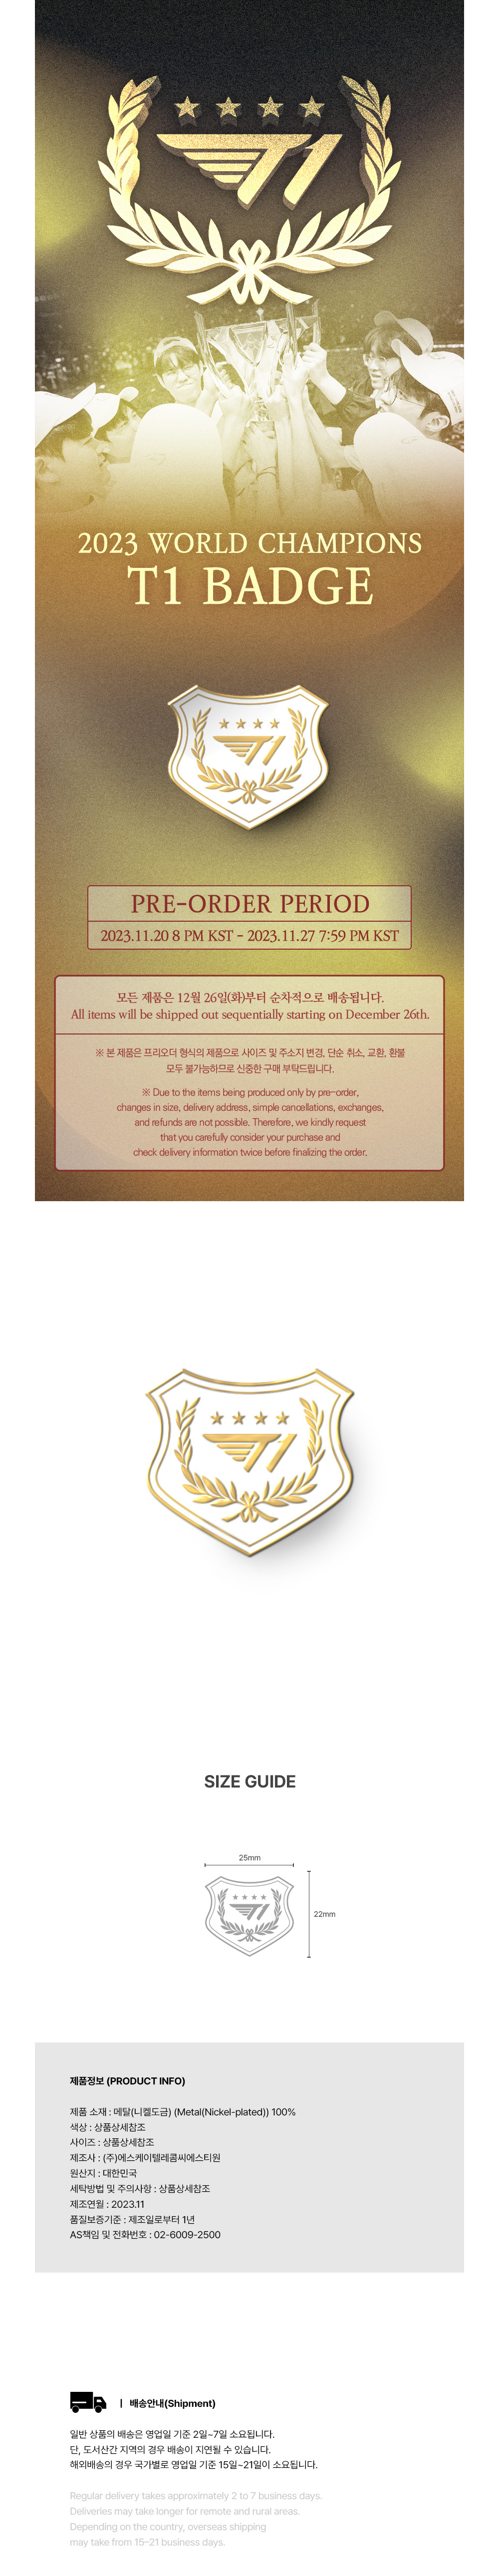 T1
2023 WORLD CHAMPIONS
T1 BADGE
T1
PRE-ORDER PERIOD
2023.11.20 8 PM KST - 2023.11.27 7:59 PM KST
모든 제품은 12월 26일(화)부터 순차적으로 배송됩니다.
All items will be shipped out sequentially starting on December 26th.
※ 본 제품은 프리오더 형식의 제품으로 사이즈 및 주소지 변경, 단순 취소, 교환, 환불
모두 불가능하므로 신중한 구매 부탁드립니다.
※ Due to the items being produced only by pre-order,
changes in size, delivery address, simple cancellations, exchanges,
and refunds are not possible. Therefore, we kindly request
that you carefully consider your purchase and
check delivery information twice before finalizing the order.
T1
SIZE GUIDE
25mm
T1
22mm
제품정보 (PRODUCT INFO)
제품 소재 : 메탈(니켈도금) (Metal(Nickel-plated)) 100%
색상 : 상품상세참조
사이즈 : 상품상세참조
제조사 : (주)에스케이텔레콤씨에스티원
원산지 : 대한민국
세탁방법 및 주의사항 : 상품상세참조
제조연월 : 2023.11
품질보증기준 : 제조일로부터 1년
AS책임 및 전화번호 : 02-6009-2500
| 배송안내(Shipment)
일반 상품의 배송은 영업일 기준 2일~7일 소요됩니다.
단, 도서산간 지역의 경우 배송이 지연될 수 있습니다.
해외배송의 경우 국가별로 영업일 기준 15일~21일이 소요됩니다.
Regular delivery takes approximately 2 to 7 business days.
Deliveries may take longer for remote and rural areas.
Depending on the country, overseas shipping
may take from 15–21 business days.